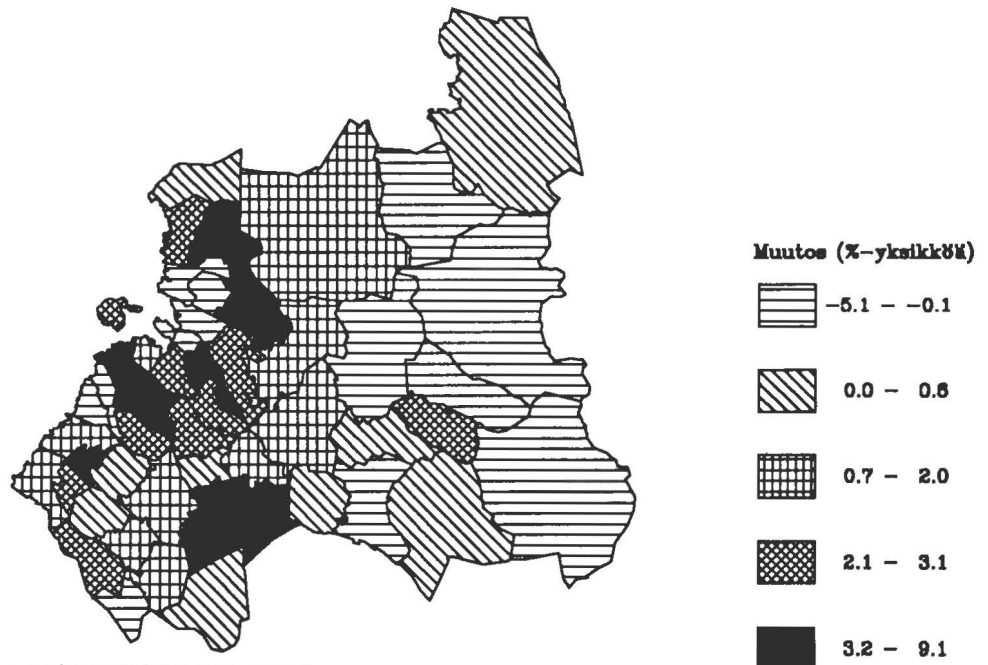 Muutos (%-yksikköä)
-5.1 - -0.1
0.0 - 0.6
0.7 - 2.0
2.1 - 3.1
3.2 - 9.1